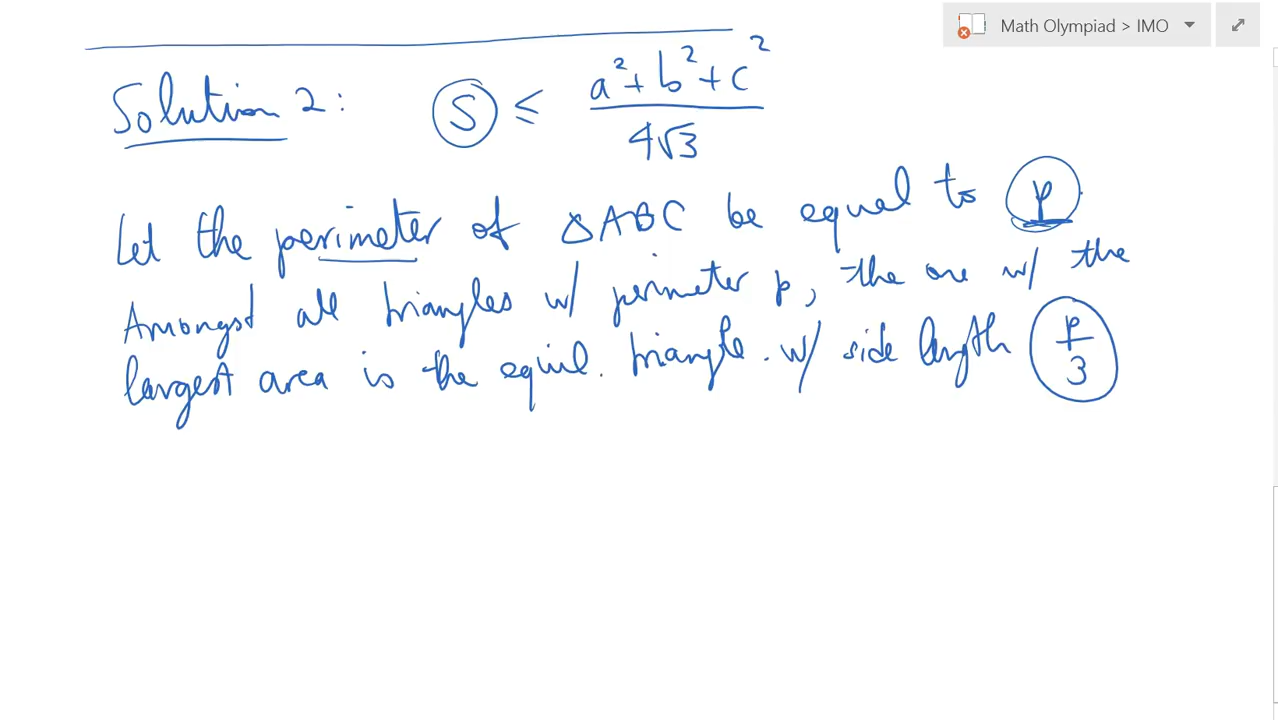 Math Olympiad > IMO
Solution 2: S ≤ a²+b²+c² / 4√3
Let the perimeter of △ABC be equal to p
Amongst all triangles w/ perimeter p, the one w/ the
largest area is the equil. triangle. w/ side length p/3